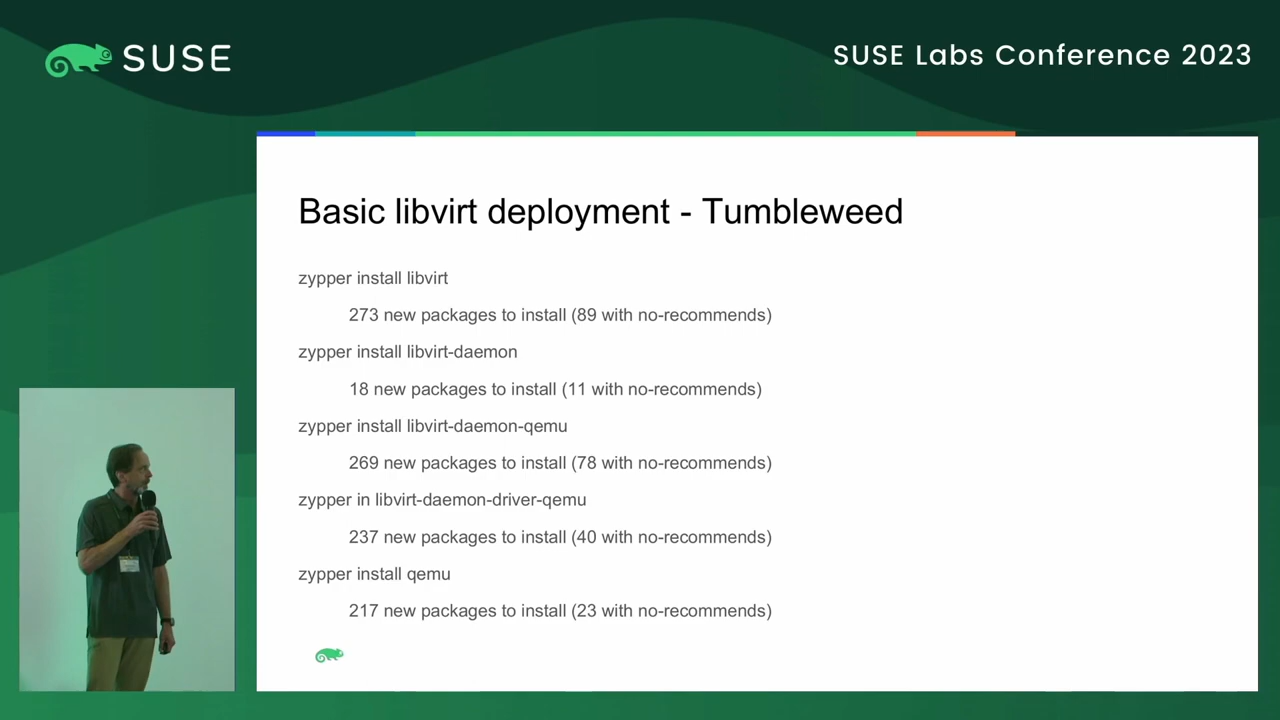 SUSE
SUSE Labs Conference 2023
Basic libvirt deployment - Tumbleweed
zypper install libvirt
273 new packages to install (89 with no-recommends)
zypper install libvirt-daemon
18 new packages to install (11 with no-recommends)
zypper install libvirt-daemon-qemu
269 new packages to install (78 with no-recommends)
zypper in libvirt-daemon-driver-qemu
237 new packages to install (40 with no-recommends)
zypper install qemu
217 new packages to install (23 with no-recommends)